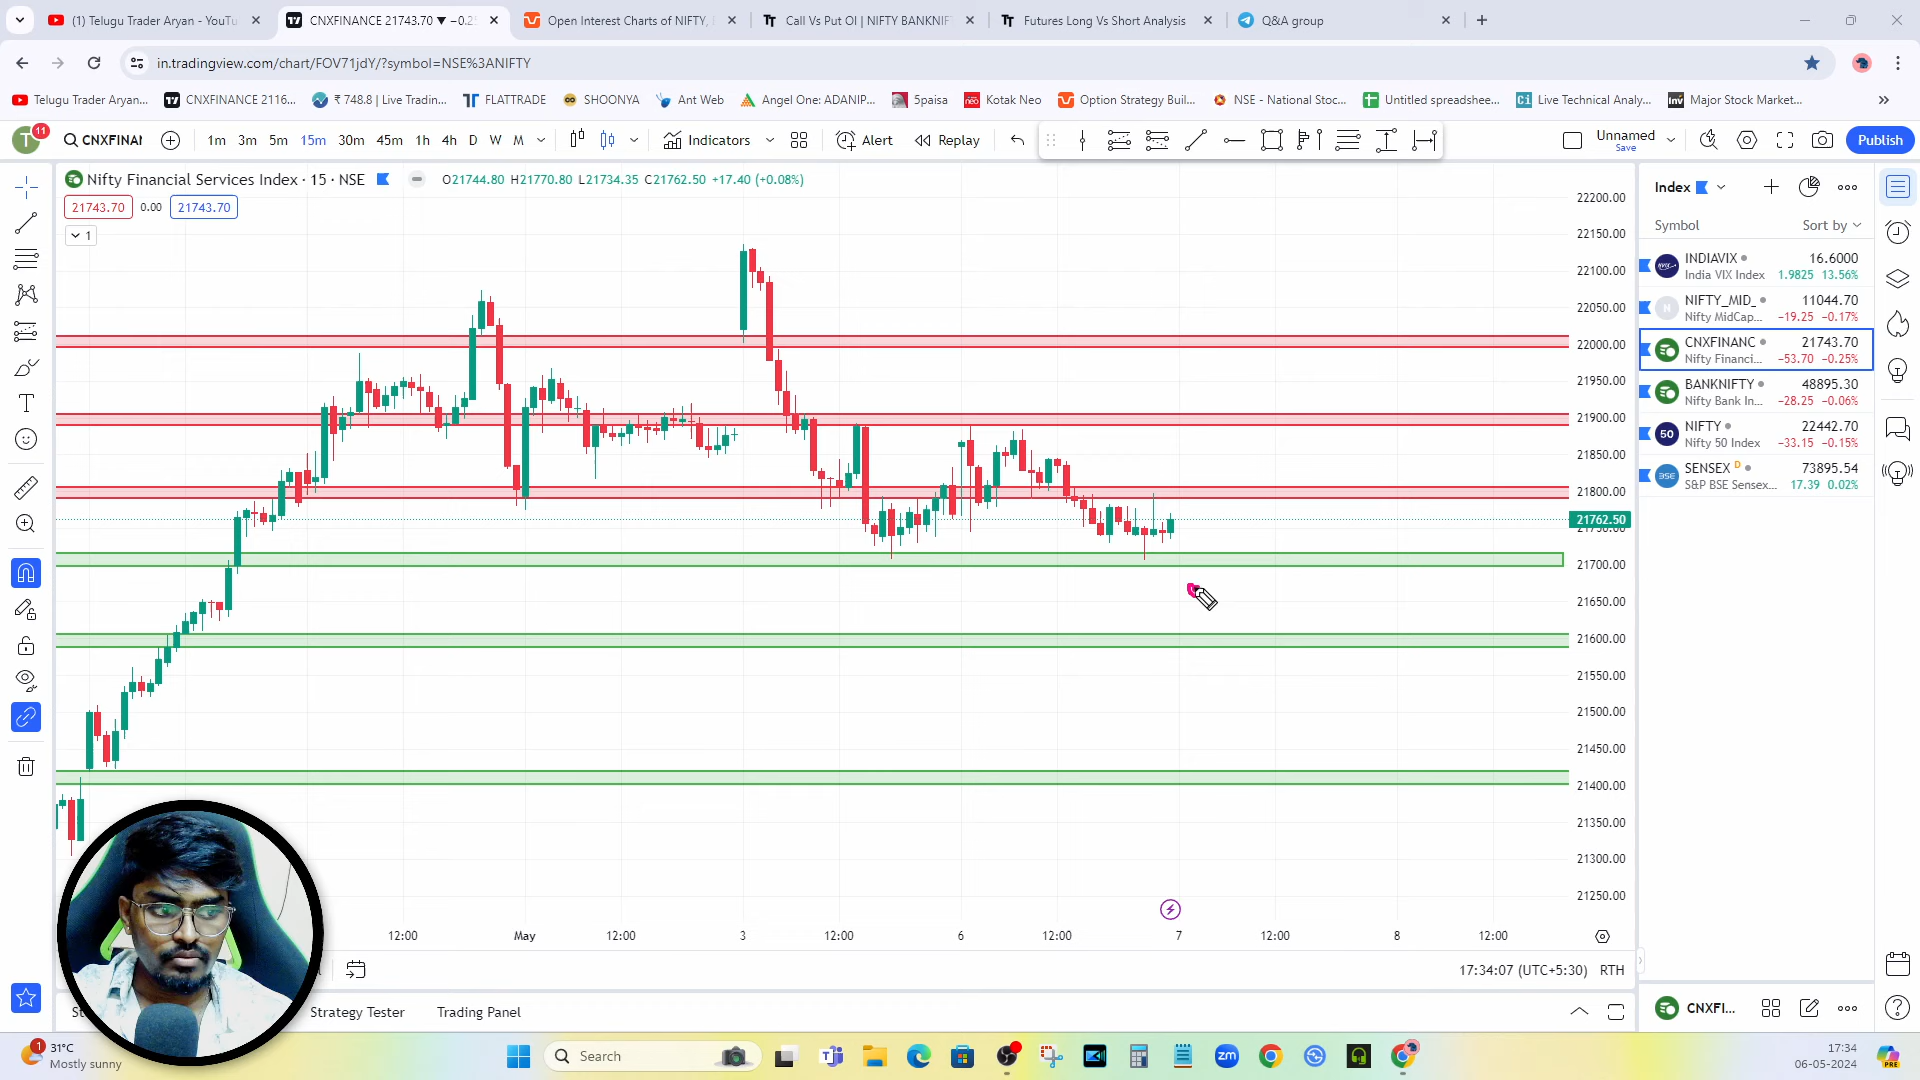 (1) Telugu Trader Aryan - YouTu
CNXFINANCE 21743.70 ▼ −0.25
Open Interest Charts of NIFTY,
Call Vs Put OI | NIFTY BANKNIF
Futures Long Vs Short Analysis
Q&A group
in.tradingview.com/chart/FOV71jdY/?symbol=NSE%3ANIFTY
Telugu Trader Aryan...
CNXFINANCE 2116...
₹ 748.8 | Live Tradin...
FLATTRADE
SHOONYA
Ant Web
Angel One: ADANIP...
5paisa
Kotak Neo
Option Strategy Buil...
NSE - National Stoc...
Untitled spreadshee...
Live Technical Analy...
Major Stock Market...
T 11
CNXFINAN
1m 3m 5m 15m 30m 45m 1h 4h D W M
Indicators
Alert
Replay
Unnamed
Save
Publish
Nifty Financial Services Index · 15 · NSE
O21744.80 H21770.80 L21734.35 C21762.50 +17.40 (+0.08%)
21743.70 0.00 21743.70
1
22200.00
22150.00
22100.00
22050.00
22000.00
21950.00
21900.00
21850.00
21800.00
21762.50
21700.00
21650.00
21600.00
21550.00
21500.00
21450.00
21400.00
21350.00
21300.00
21250.00
12:00 May 12:00 3 12:00 6 12:00 7 12:00 8 12:00
17:34:07 (UTC+5:30) RTH
Strategy Tester
Trading Panel
Index
Symbol Sort by
INDIAVIX 16.6000
India VIX Index 1.9825 13.56%
NIFTY_MID_ 11044.70
Nifty MidCap... −19.25 −0.17%
CNXFINANC 21743.70
Nifty Financi... −53.70 −0.25%
BANKNIFTY 48895.30
Nifty Bank In... −28.25 −0.06%
50 NIFTY 22442.70
Nifty 50 Index −33.15 −0.15%
BSE SENSEX D 73895.54
S&P BSE Sensex... 17.39 0.02%
CNXFI...
1 31°C
Mostly sunny
Search
zm
17:34
06-05-2024
PRE